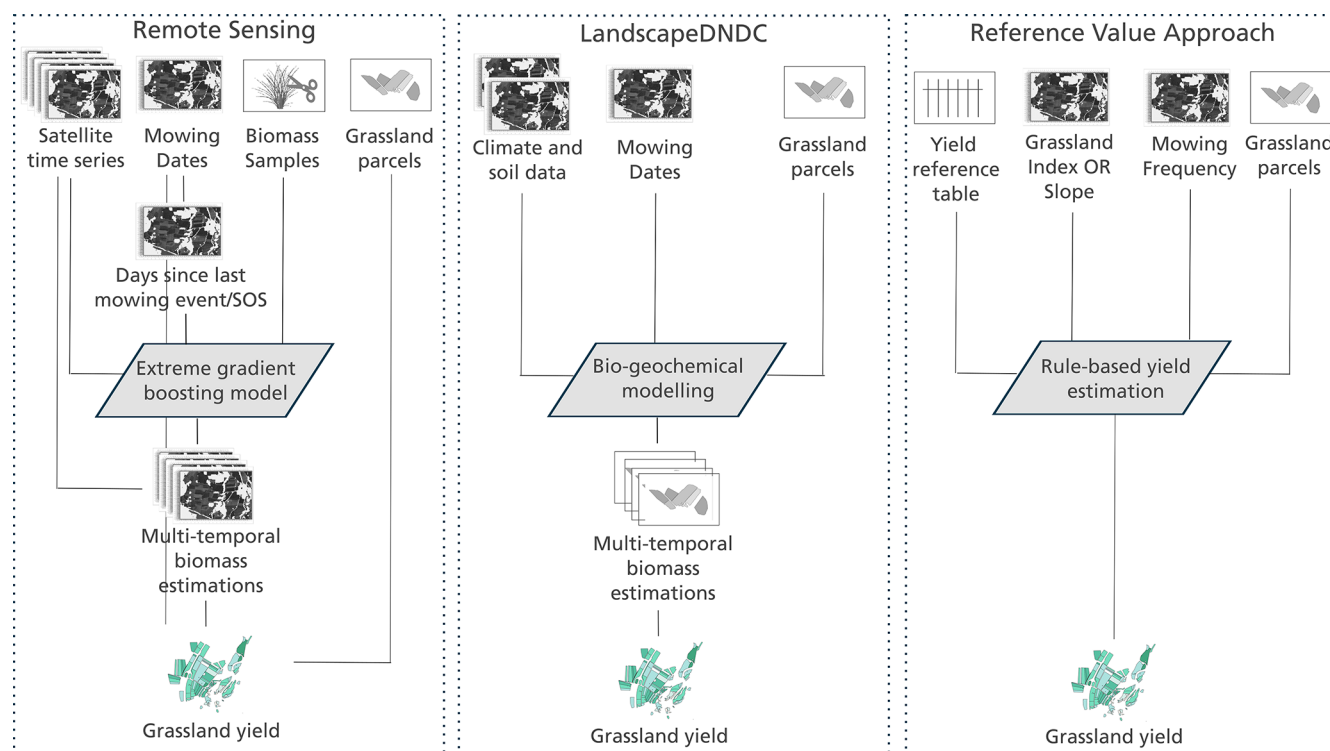 Remote Sensing
Satellite
time series
Mowing
Dates
Biomass
Samples
Grassland
parcels
Days since last
mowing event/SOS
Extreme gradient
boosting model
Multi-temporal
biomass
estimations
Grassland yield
LandscapeDNDC
Climate and
soil data
Mowing
Dates
Grassland
parcels
Bio-geochemical
modelling
Multi-temporal
biomass
estimations
Grassland yield
Reference Value Approach
Yield
reference
table
Grassland
Index OR
Slope
Mowing
Frequency
Grassland
parcels
Rule-based yield
estimation
Grassland yield